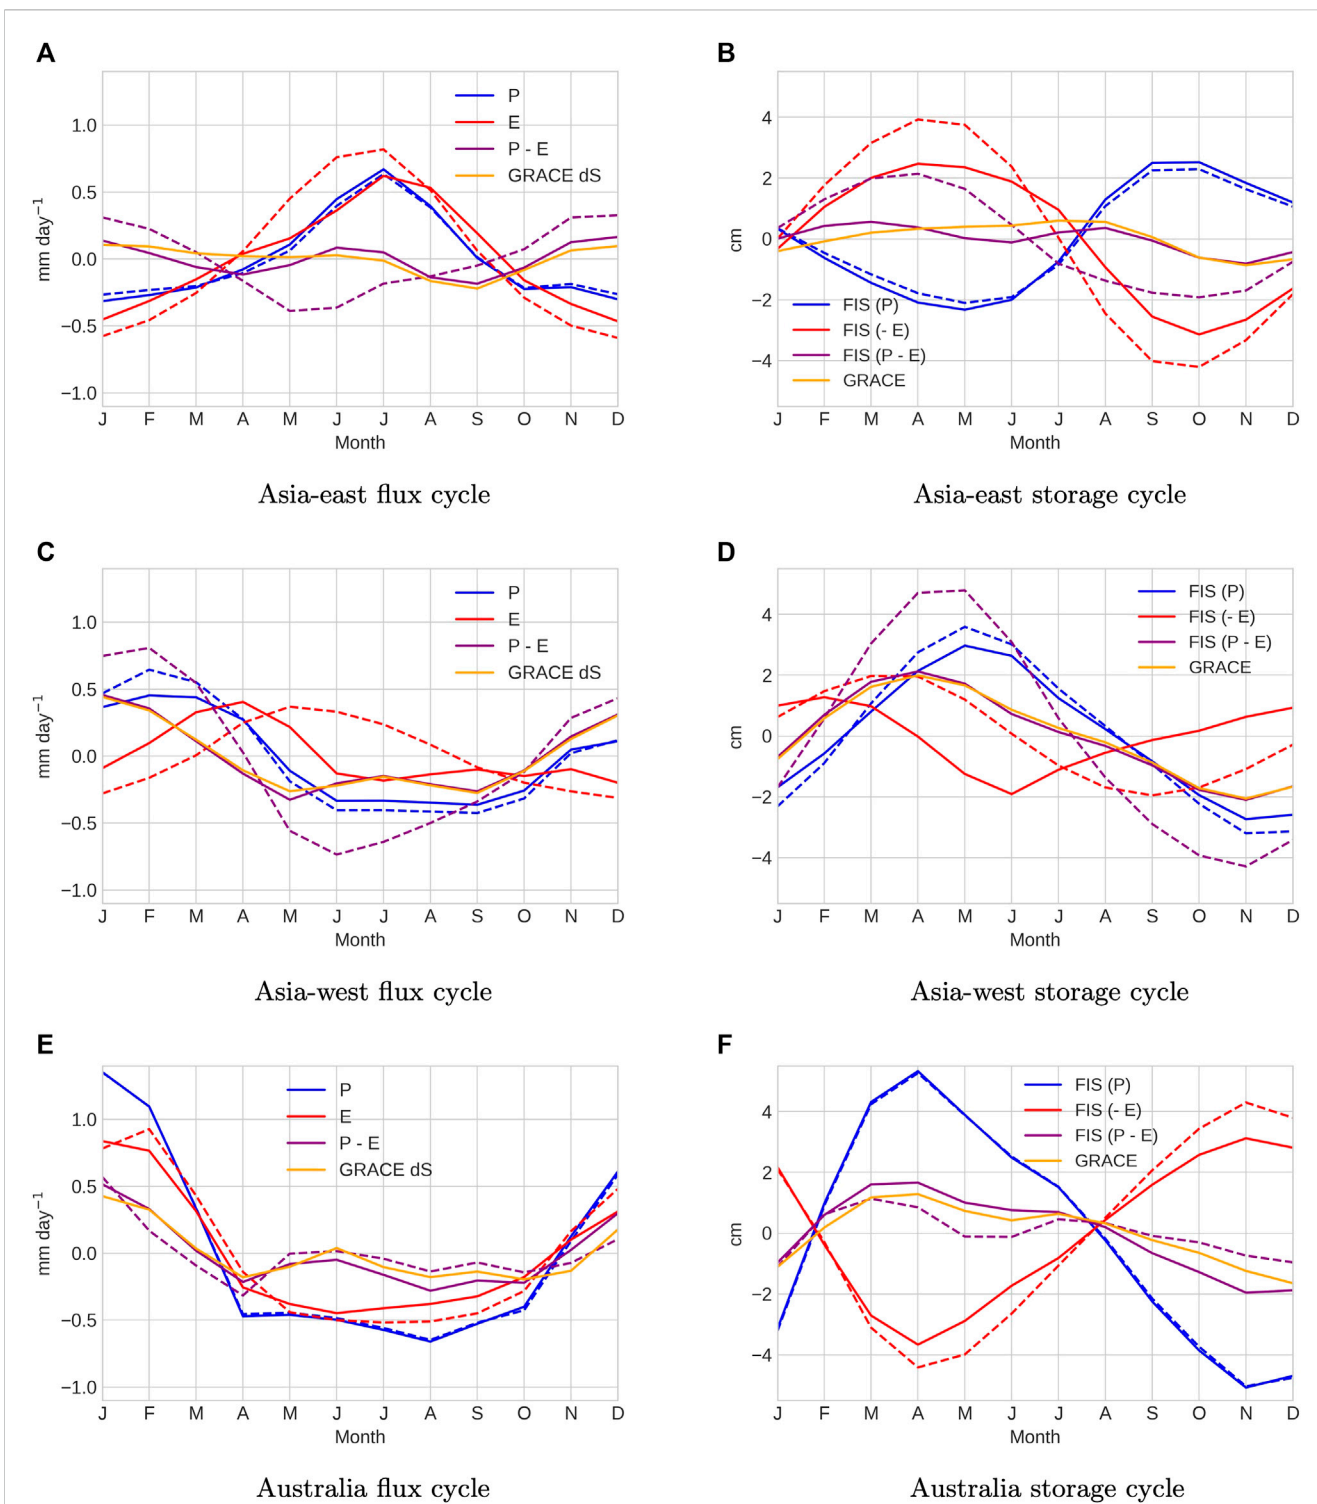 A
P
E
P - E
GRACE dS
1.0
0.5
0.0
−0.5
−1.0
mm day⁻¹
J F M A M J J A S O N D
Month
Asia-east flux cycle
B
4
2
0
−2
−4
cm
FIS (P)
FIS (- E)
FIS (P - E)
GRACE
J F M A M J J A S O N D
Month
Asia-east storage cycle
C
P
E
P - E
GRACE dS
1.0
0.5
0.0
−0.5
−1.0
mm day⁻¹
J F M A M J J A S O N D
Month
Asia-west flux cycle
D
FIS (P)
FIS (- E)
FIS (P - E)
GRACE
4
2
0
−2
−4
cm
J F M A M J J A S O N D
Month
Asia-west storage cycle
E
P
E
P - E
GRACE dS
1.0
0.5
0.0
−0.5
−1.0
mm day⁻¹
J F M A M J J A S O N D
Month
Australia flux cycle
F
FIS (P)
FIS (- E)
FIS (P - E)
GRACE
4
2
0
−2
−4
cm
J F M A M J J A S O N D
Month
Australia storage cycle